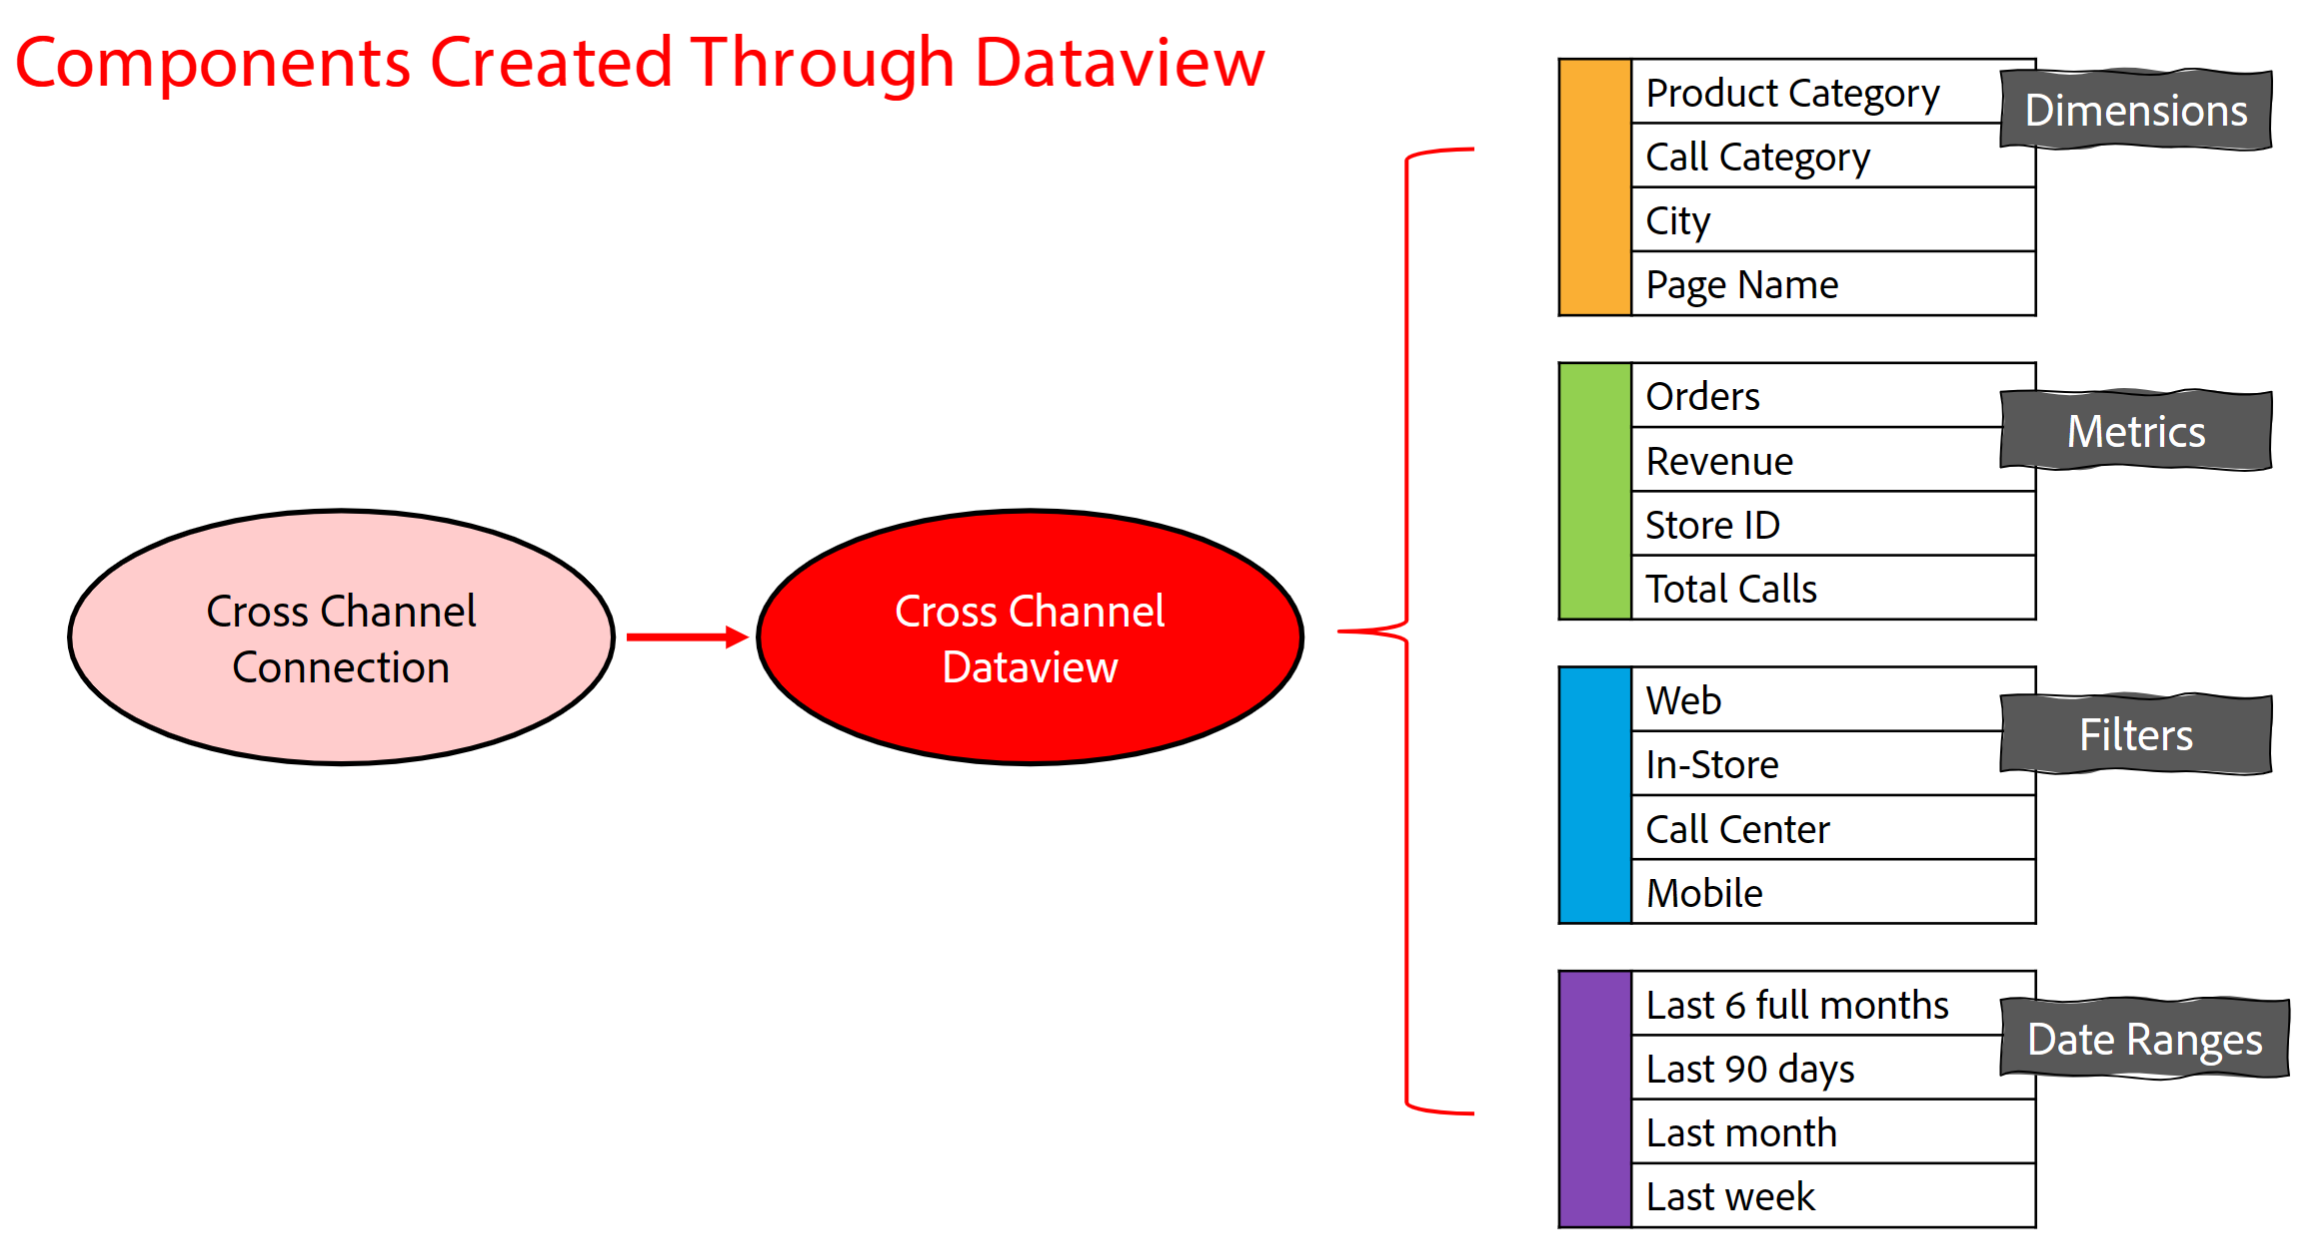 Components Created Through Dataview
Cross Channel
Connection
Cross Channel
Dataview
Product Category
Call Category
City
Page Name
Dimensions
Orders
Revenue
Store ID
Total Calls
Metrics
Web
In-Store
Call Center
Mobile
Filters
Last 6 full months
Last 90 days
Last month
Last week
Date Ranges